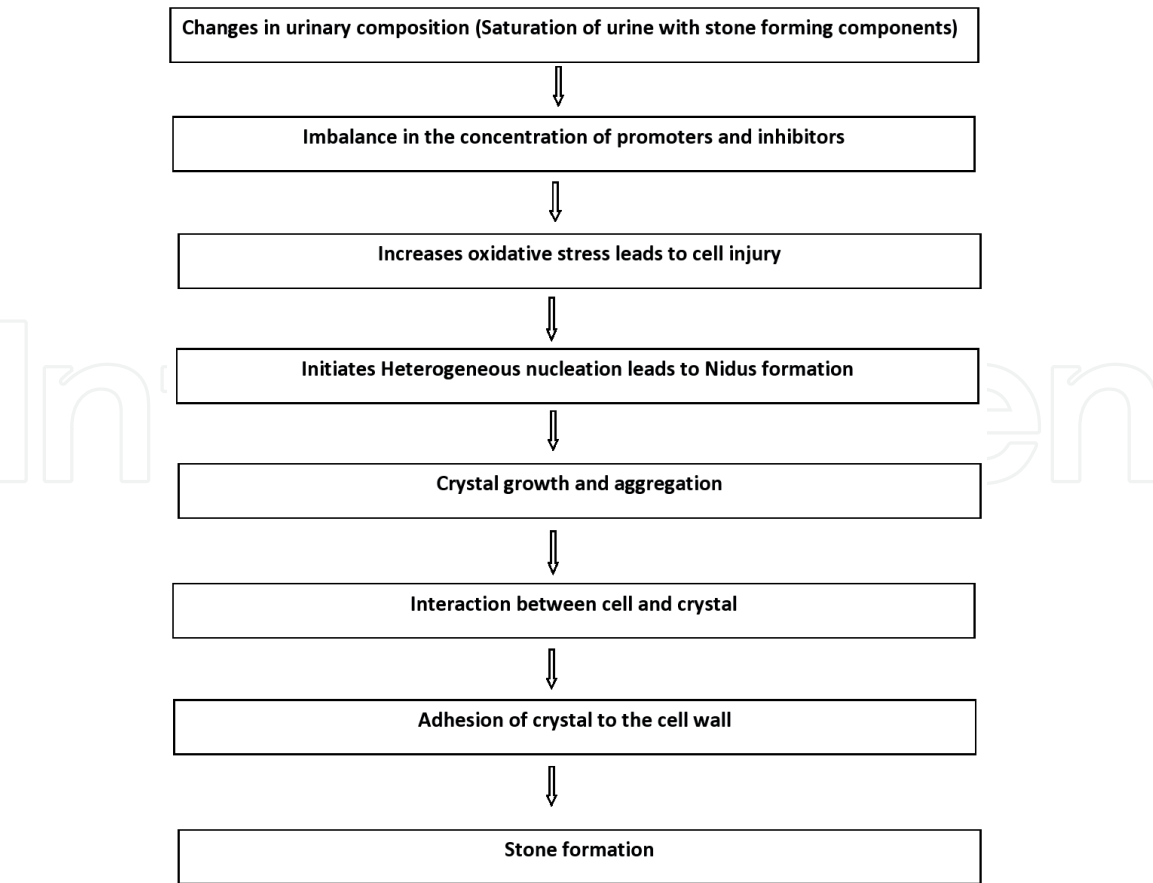 Changes in urinary composition (Saturation of urine with stone forming components)
Imbalance in the concentration of promoters and inhibitors
Increases oxidative stress leads to cell injury
Initiates Heterogeneous nucleation leads to Nidus formation
Crystal growth and aggregation
Interaction between cell and crystal
Adhesion of crystal to the cell wall
Stone formation